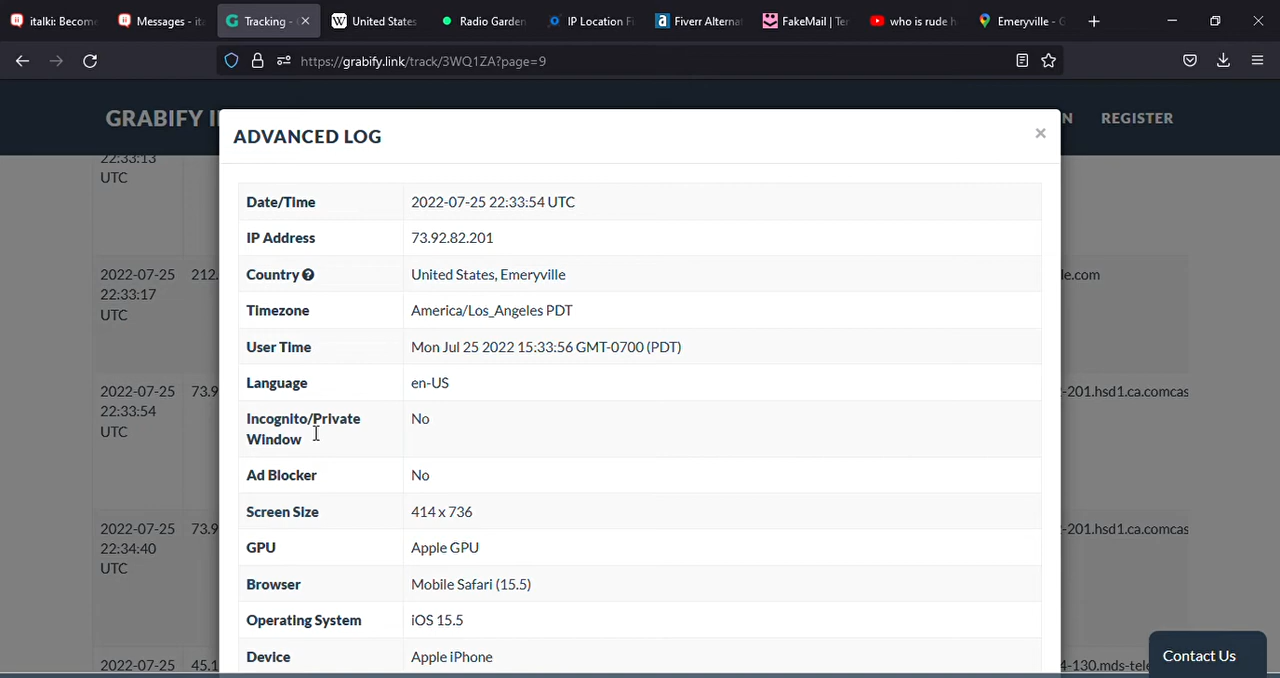 italki: Become
Messages - ita
Tracking -
United States
Radio Garden
IP Location Fi
Fiverr Alterna
FakeMail | Ter
who is rude h
Emeryville - G
https://grabify.link/track/3WQ1ZA?page=9
GRABIFY I
N REGISTER
ADVANCED LOG
Date/Time 2022-07-25 22:33:54 UTC
IP Address 73.92.82.201
Country United States, Emeryville
Timezone America/Los_Angeles PDT
User Time Mon Jul 25 2022 15:33:56 GMT-0700 (PDT)
Language en-US
Incognito/Private No
Window
Ad Blocker No
Screen Size 414 x 736
GPU Apple GPU
Browser Mobile Safari (15.5)
Operating System iOS 15.5
Device Apple iPhone
22:33:13
UTC
2022-07-25 212. le.com
22:33:17
UTC
2022-07-25 73.9 -201.hsd1.ca.comcas
22:33:54
UTC
2022-07-25 73.9 -201.hsd1.ca.comcas
22:34:40
UTC
2022-07-25 45.1 4-130.mds-tele
Contact Us